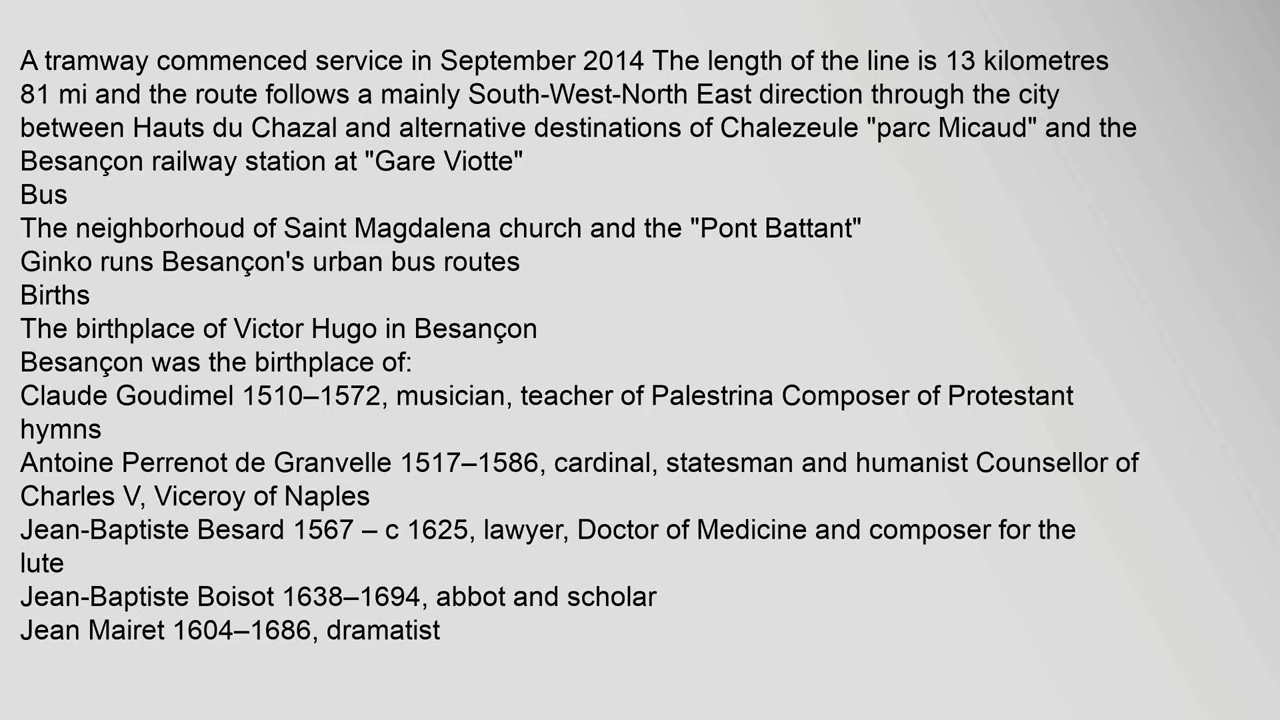 A tramway commenced service in September 2014 The length of the line is 13 kilometres
81 mi and the route follows a mainly South-West-North East direction through the city
between Hauts du Chazal and alternative destinations of Chalezeule "parc Micaud" and the
Besançon railway station at "Gare Viotte"
Bus
The neighborhoud of Saint Magdalena church and the "Pont Battant"
Ginko runs Besançon's urban bus routes
Births
The birthplace of Victor Hugo in Besançon
Besançon was the birthplace of:
Claude Goudimel 1510–1572, musician, teacher of Palestrina Composer of Protestant
hymns
Antoine Perrenot de Granvelle 1517–1586, cardinal, statesman and humanist Counsellor of
Charles V, Viceroy of Naples
Jean-Baptiste Besard 1567 – c 1625, lawyer, Doctor of Medicine and composer for the
lute
Jean-Baptiste Boisot 1638–1694, abbot and scholar
Jean Mairet 1604–1686, dramatist